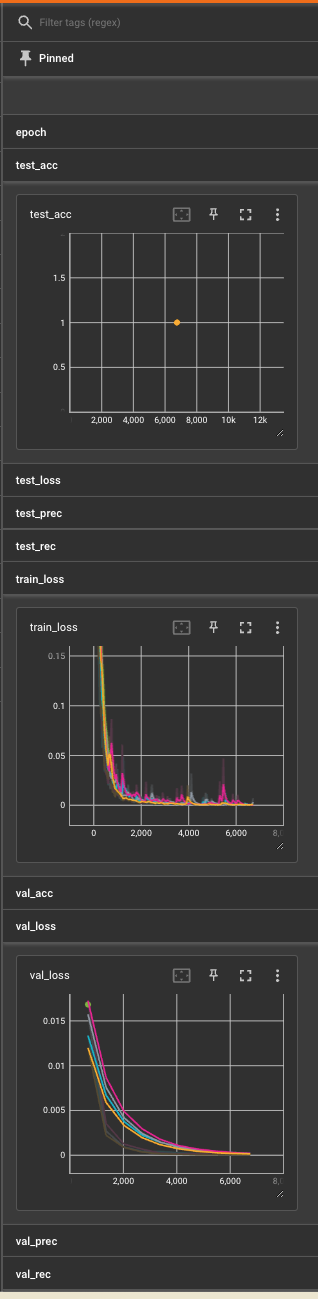 Filter tags (regex)
Pinned
epoch
test_acc
test_acc
1.5
1
0.5
2,000 4,000 6,000 8,000 10k 12k
test_loss
test_prec
test_rec
train_loss
train_loss
0.15
0.1
0.05
0
0 2,000 4,000 6,000
val_acc
val_loss
val_loss
0.015
0.01
0.005
0
2,000 4,000 6,000
val_prec
val_rec